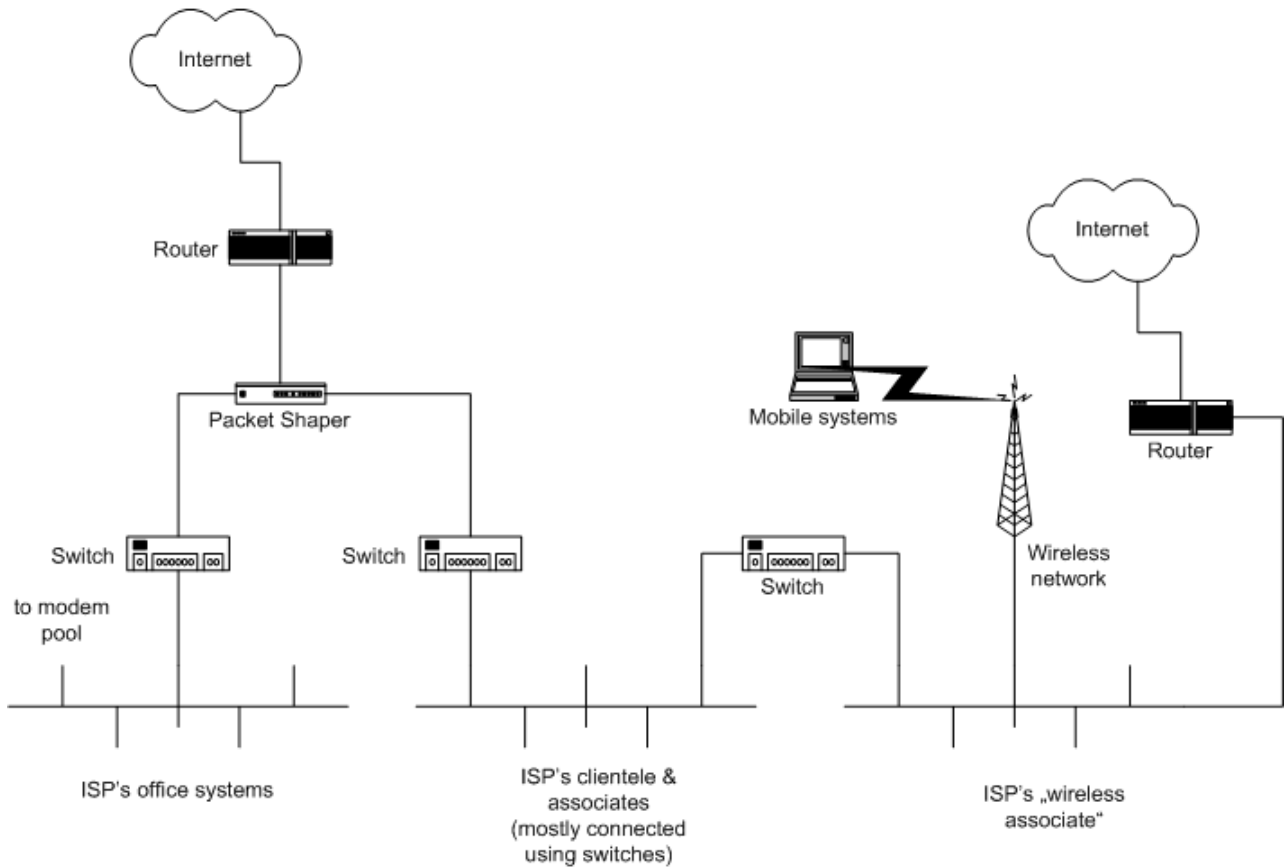 Internet
Router
Packet Shaper
Switch
Switch
to modem
pool
ISP's office systems
ISP's clientele &
associates
(mostly connected
using switches)
Switch
Mobile systems
Wireless
network
Internet
Router
ISP's „wireless
associate“